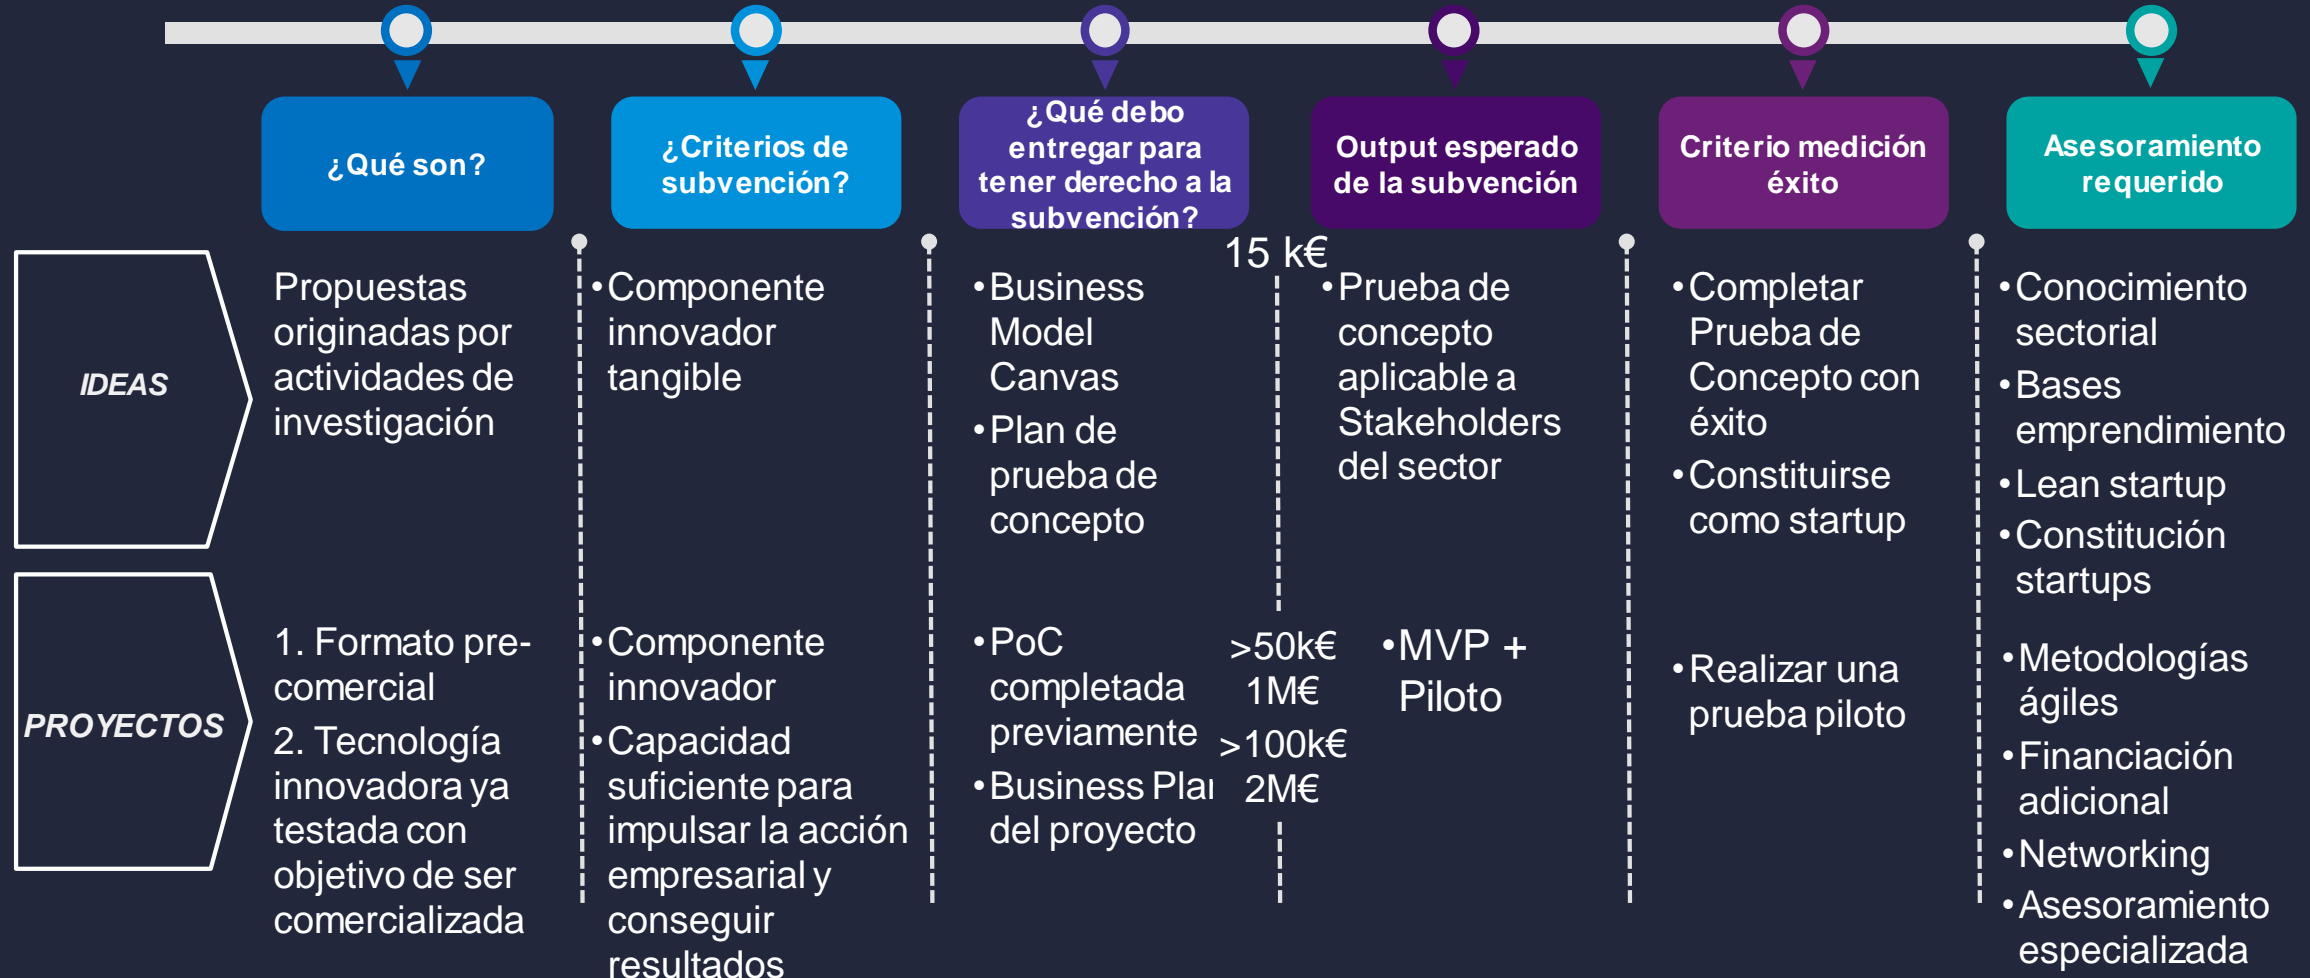 ¿Qué son?
¿Criterios de
subvención?
¿Qué debo
entregar para
tener derecho a la
subvención?
Output esperado
de la subvención
Criterio medición
éxito
Asesoramiento
requerido
IDEAS
Propuestas
originadas por
actividades de
investigación
•Componente
innovador
tangible
•Business
Model
Canvas
•Plan de
prueba de
concepto
15 k€
•Prueba de
concepto
aplicable a
Stakeholders
del sector
•Completar
Prueba de
Concepto con
éxito
•Constituirse
como startup
•Conocimiento
sectorial
•Bases
emprendimiento
•Lean startup
•Constitución
startups
PROYECTOS
1. Formato pre-
comercial
2. Tecnología
innovadora ya
testada con
objetivo de ser
comercializada
•Componente
innovador
•Capacidad
suficiente para
impulsar la acción
empresarial y
conseguir
resultados
•PoC
completada
previamente
•Business Plan
del proyecto
>50k€
1M€
>100k€
2M€
•MVP +
Piloto
•Realizar una
prueba piloto
•Metodologías
ágiles
•Financiación
adicional
•Networking
•Asesoramiento
especializada